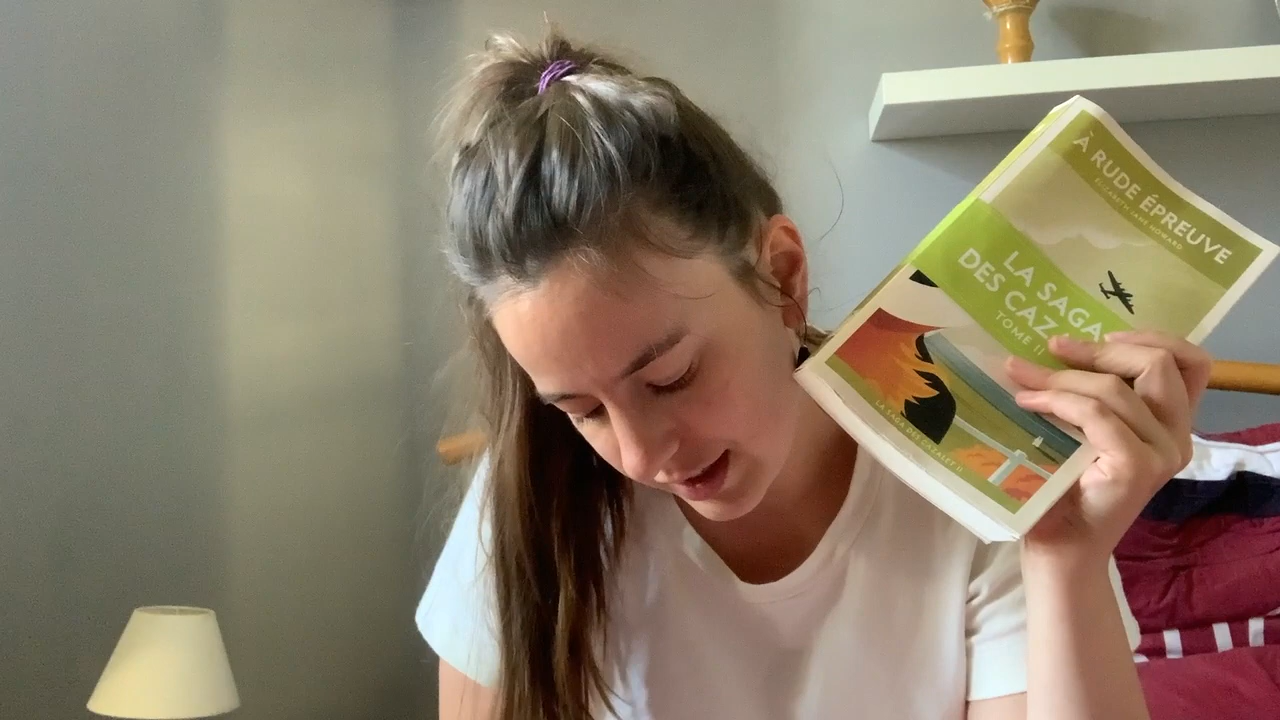 À RUDE ÉPREUVE
ELIZABETH JANE HOWARD
LA SAGA
DES CAZ
TOME II
LA SAGA DES CAZALET II